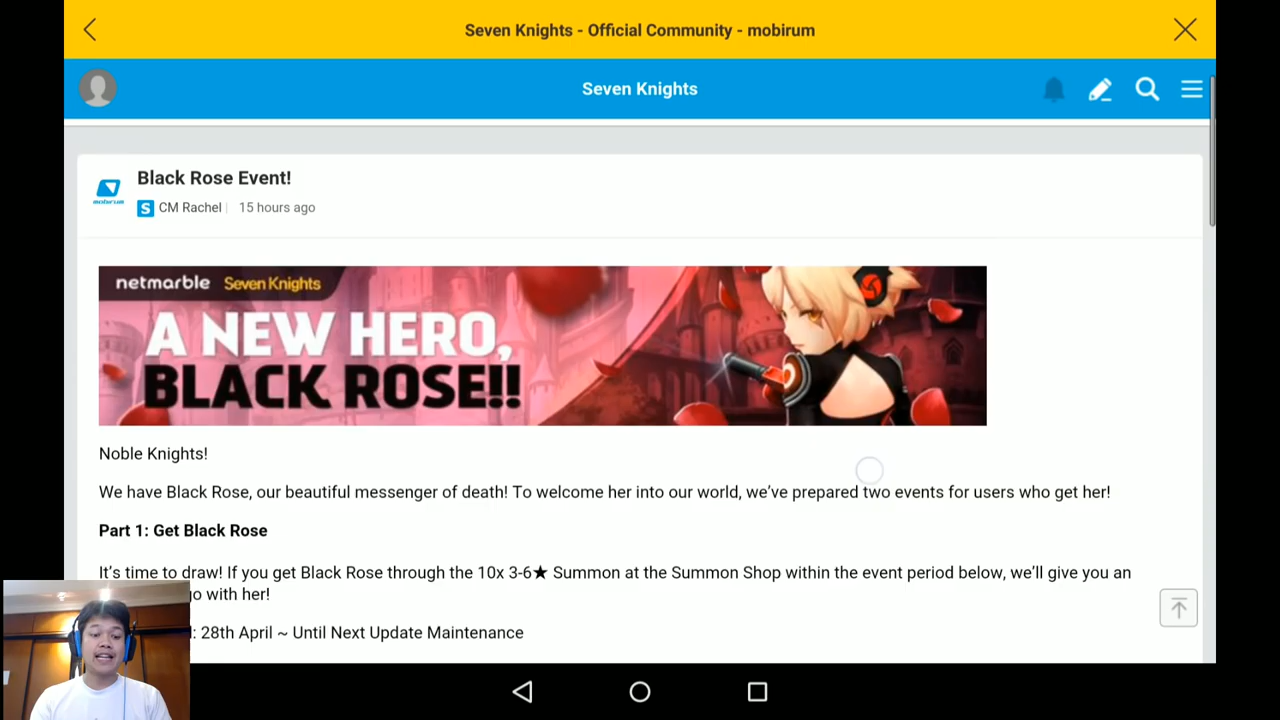 Seven Knights - Official Community - mobirum
Seven Knights
Black Rose Event!
mobirum
S CM Rachel | 15 hours ago
netmarble Seven Knights
A NEW HERO,
BLACK ROSE!!
Noble Knights!
We have Black Rose, our beautiful messenger of death! To welcome her into our world, we’ve prepared two events for users who get her!
Part 1: Get Black Rose
It’s time to draw! If you get Black Rose through the 10x 3-6★ Summon at the Summon Shop within the event period below, we’ll give you an
go with her!
: 28th April ~ Until Next Update Maintenance